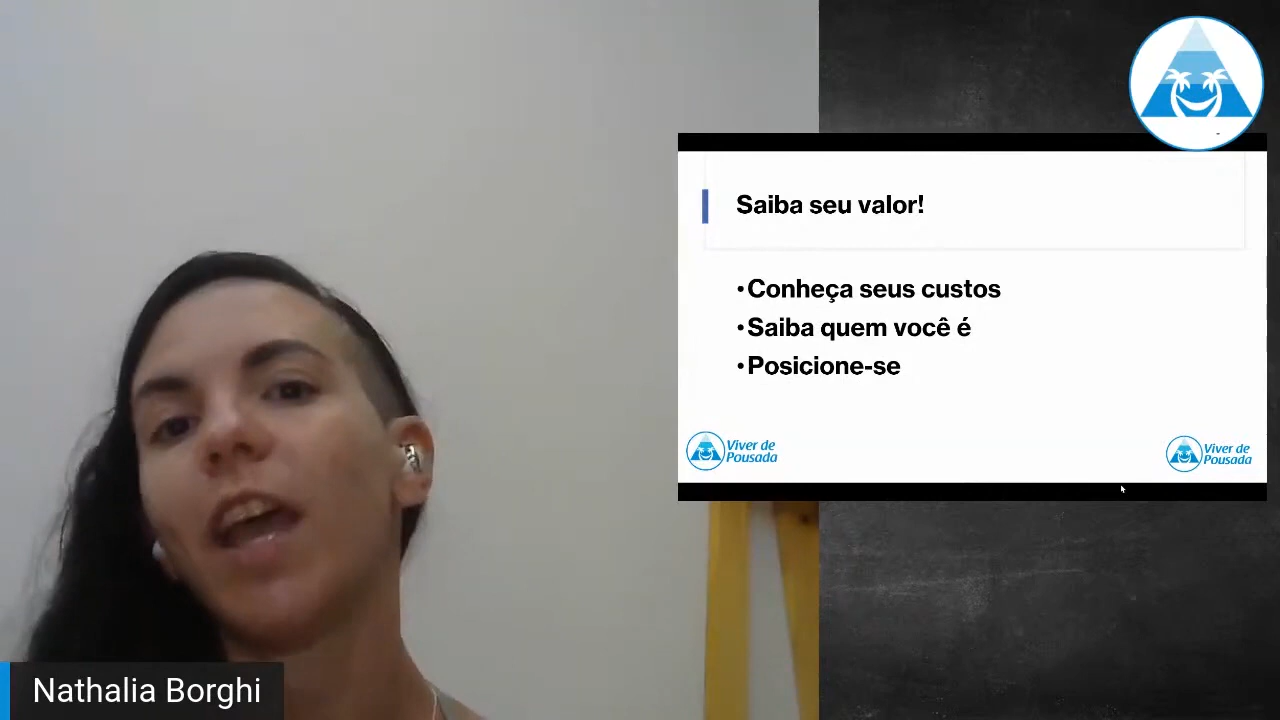 Saiba seu valor!
•Conheça seus custos
•Saiba quem você é
•Posicione-se
Viver de
Pousada
Viver de
Pousada
Nathalia Borghi